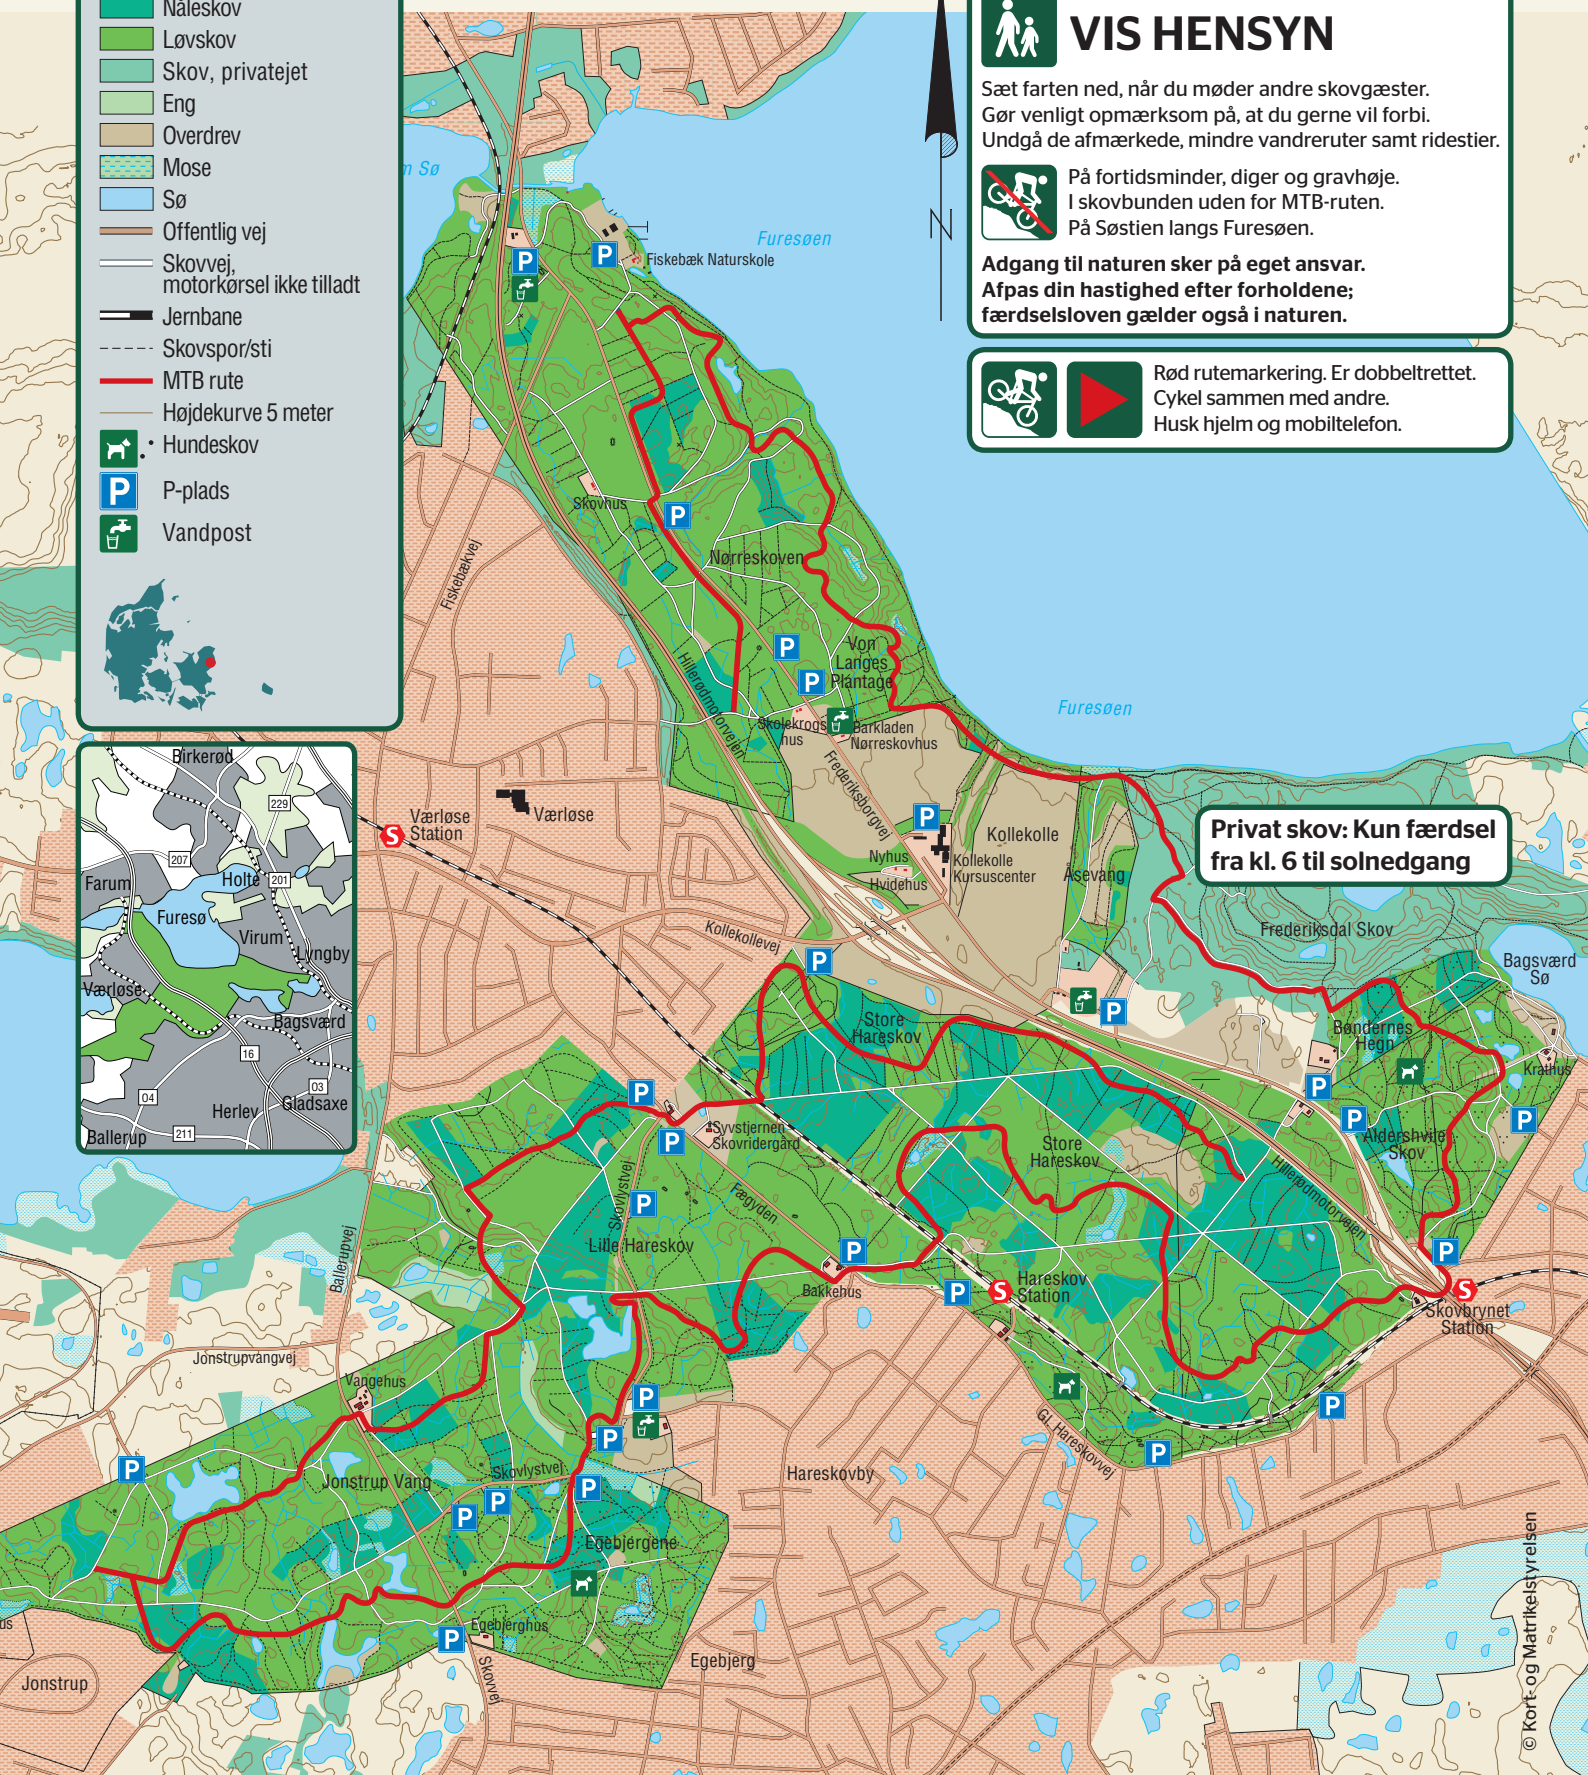 Nåleskov
Løvskov
Skov, privatejet
Eng
Overdrev
Mose
Sø
Offentlig vej
Skovvej,
motorkørsel ikke tilladt
Jernbane
Skovspor/sti
MTB rute
Højdekurve 5 meter
Hundeskov
P
P-plads
Vandpost
VIS HENSYN
Sæt farten ned, når du møder andre skovgæster.
Gør venligt opmærksom på, at du gerne vil forbi.
Undgå de afmærkede, mindre vandreruter samt ridestier.
På fortidsminder, diger og gravhøje.
I skovbunden uden for MTB-ruten.
På Søstien langs Furesøen.
Adgang til naturen sker på eget ansvar.
Afpas din hastighed efter forholdene;
færdselsloven gælder også i naturen.
Rød rutemarkering. Er dobbeltrettet.
Cykel sammen med andre.
Husk hjelm og mobiltelefon.
N
Sø
Furesøen
P
P
Fiskebæk Naturskole
Skovhus
P
Fiskebækvej
Nørreskoven
P
P
Von
Langes
Plantage
Hillerødmotorvejen
Skolekrogs
hus
Barkladen
Nørreskovhus
Furesøen
Frederiksborgvej
P
Kollekolle
Kollekolle
Kursuscenter
Nyhus
Hvidehus
Åsevang
Privat skov: Kun færdsel
fra kl. 6 til solnedgang
Frederiksdal Skov
Bagsværd
Sø
Birkerød
229
207
Holte
201
Farum
Furesø
Virum
Lyngby
Værløse
Bagsværd
16
03
04
Gladsaxe
Herlev
211
Ballerup
S
Værløse
Station
Værløse
Kollekollevej
P
P
Store
Hareskov
Bøndernes
Hegn
Krathus
P
P
P
Aldershvile
Skov
P
P
Syvstjernen
Skovridergård
Store
Hareskov
Hillerødmotorvejen
Skovlystvej
P
Fægyden
Lille Hareskov
P
Bakkehus
P
S
Hareskov
Station
P
S
Skovbrynet
Station
Ballerupvej
Jonstrupvangvej
Vangehus
P
P
P
P
Gl. Hareskovvej
P
P
Jonstrup Vang
Skovlystvej
P
P
P
Hareskovby
Egebjergene
Egebjerghus
P
Skovvej
Egebjerg
Jonstrup
© Kort- og Matrikelstyrelsen